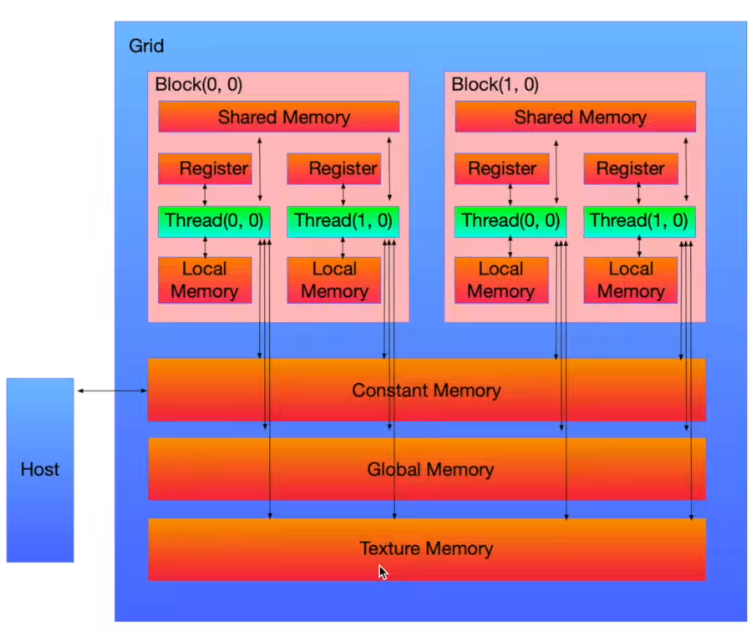 Grid
Block(0, 0)
Block(1, 0)
Shared Memory
Shared Memory
Register
Register
Register
Register
Thread(0, 0)
Thread(1, 0)
Thread(0, 0)
Thread(1, 0)
Local
Memory
Local
Memory
Local
Memory
Local
Memory
Constant Memory
Host
Global Memory
Texture Memory